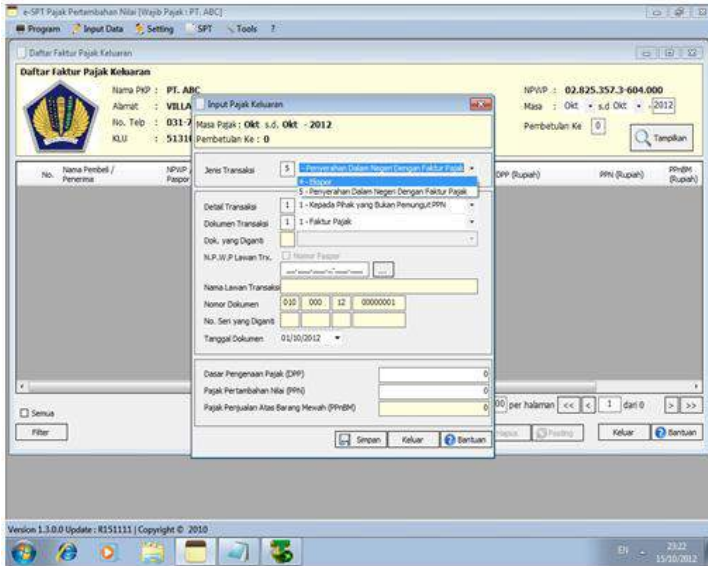 e-SPT Pajak Pertambahan Nilai [Wajib Pajak : PT. ABC]
Program Input Data Setting SPT Tools ?
Daftar Faktur Pajak Keluaran
Daftar Faktur Pajak Keluaran
Nama PKP : PT. ABC
Alamat : VILLA
No. Telp : 031-7
KLU : 5131
NPWP : 02.825.357.3-604.000
Masa : Okt s.d Okt - 2012
Pembetulan Ke 0
Tampilkan
No. Nama Pembeli / Penerima NPWP / Paspor DPP (Rupiah) PPN (Rupiah) PPnBM (Rupiah)
Input Pajak Keluaran
Masa Pajak : Okt s.d. Okt - 2012
Pembetulan Ke : 0
Jenis Transaksi 5 - Penyerahan Dalam Negeri Dengan Faktur Pajak
4 - Ekspor
5 - Penyerahan Dalam Negeri Dengan Faktur Pajak
Detail Transaksi 1 1 - Kepada Pihak yang Bukan Pemungut PPN
Dokumen Transaksi 1 1 - Faktur Pajak
Dok. yang Diganti
N.P.W.P Lawan Trx. Nomor Paspor
...
Nama Lawan Transaksi
Nomor Dokumen 010 000 12 00000001
No. Seri yang Diganti
Tanggal Dokumen 01/10/2012
Dasar Pengenaan Pajak (DPP) 0
Pajak Pertambahan Nilai (PPN) 0
Pajak Penjualan Atas Barang Mewah (PPnBM) 0
Simpan Keluar Bantuan
Semua
00 per halaman << < 1 dari 0 > >>
Filter
Hapus Posting Keluar Bantuan
Version 1.3.0.0 Update : R151111 | Copyright © 2010
EN 23:22
15/10/2012